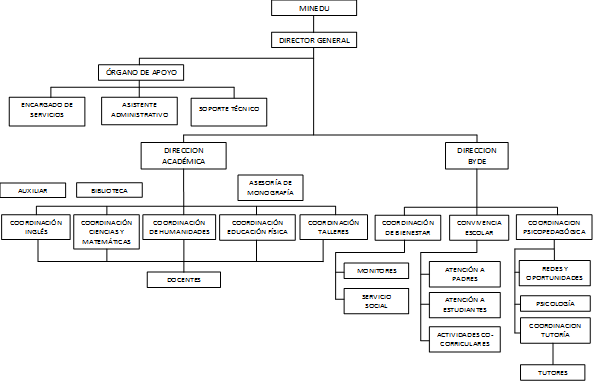 MINEDU
DIRECTOR GENERAL
ÓRGANO DE APOYO
ENCARGADO DE
SERVICIOS
ASISTENTE
ADMINISTRATIVO
SOPORTE TÉCNICO
DIRECCION
ACADÉMICA
DIRECCION
BYDE
AUXILIAR
BIBLIOTECA
ASESORÍA DE
MONOGRAFÍA
COORDINACIÓN
INGLÉS
COORDINACIÓN
CIENCIAS Y
MATEMÁTICAS
COORDINACIÓN
DE HUMANIDADES
COORDINACIÓN
EDUCACIÓN FÍSICA
COORDINACIÓN
TALLERES
COORDINACIÓN
DE BIENESTAR
CONVIVENCIA
ESCOLAR
COORDINACION
PSICOPEDAGÓGICA
DOCENTES
MONITORES
SERVICIO
SOCIAL
ATENCIÓN A
PADRES
ATENCIÓN A
ESTUDIANTES
ACTIVIDADES CO-
CORRICULARES
REDES Y
OPORTUNIDADES
PSICOLOGÍA
COORDINACION
TUTORÍA
TUTORES